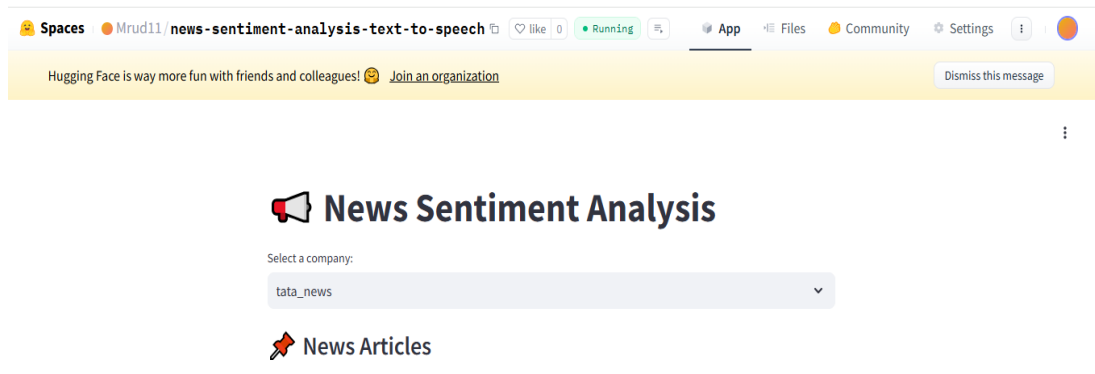 Spaces Mrud11/news-sentiment-analysis-text-to-speech like 0 Running App Files Community Settings
Hugging Face is way more fun with friends and colleagues! Join an organization Dismiss this message
News Sentiment Analysis
Select a company:
tata_news
News Articles